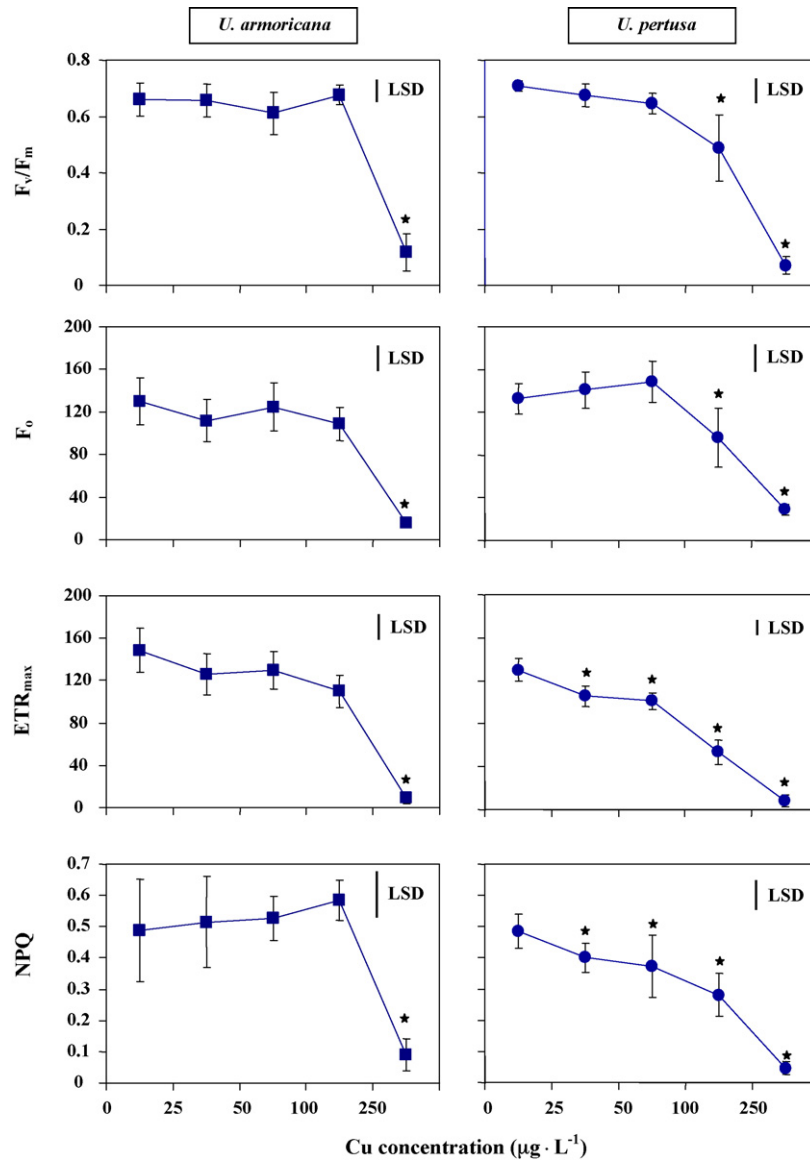 U. armoricana
U. pertusa
0.8
0.6
0.4
0.2
0
Fv/Fm
LSD
LSD
200
160
120
80
40
0
Fo
LSD
LSD
200
160
120
80
40
0
ETRmax
LSD
LSD
0.7
0.6
0.5
0.4
0.3
0.2
0.1
0
NPQ
LSD
LSD
0 25 50 100 250
0 25 50 100 250
Cu concentration (µg · L⁻¹)